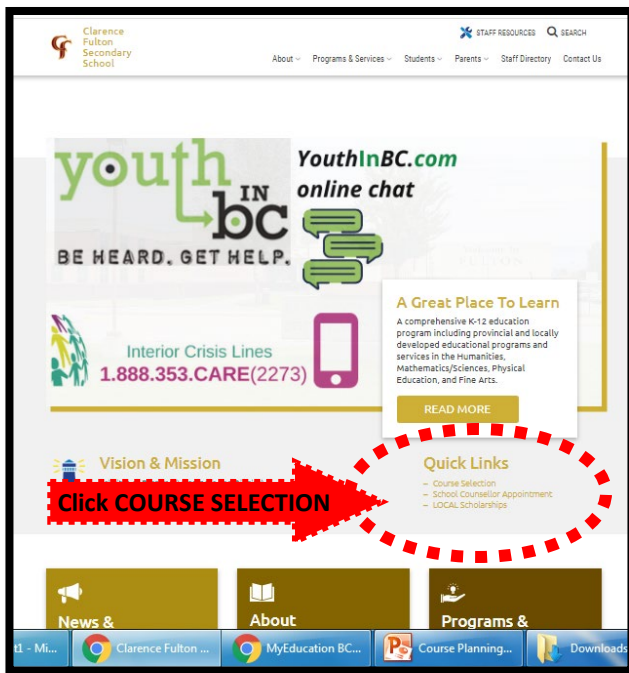 Clarence
Fulton
Secondary
School
STAFF RESOURCES SEARCH
About Programs & Services Students Parents Staff Directory Contact Us
youth
IN
bc
BE HEARD. GET HELP.
YouthInBC.com
online chat
Interior Crisis Lines
1.888.353.CARE(2273)
A Great Place To Learn
A comprehensive K-12 education
program including provincial and locally
developed educational programs and
services in the Humanities,
Mathematics/Sciences, Physical
Education, and Fine Arts.
READ MORE
Vision & Mission
Click COURSE SELECTION
Quick Links
– Course Selection
– School Counsellor Appointment
– LOCAL Scholarships
News &
About
Programs &
t1 - Mi...
Clarence Fulton ...
MyEducation BC...
Course Planning...
Downloads